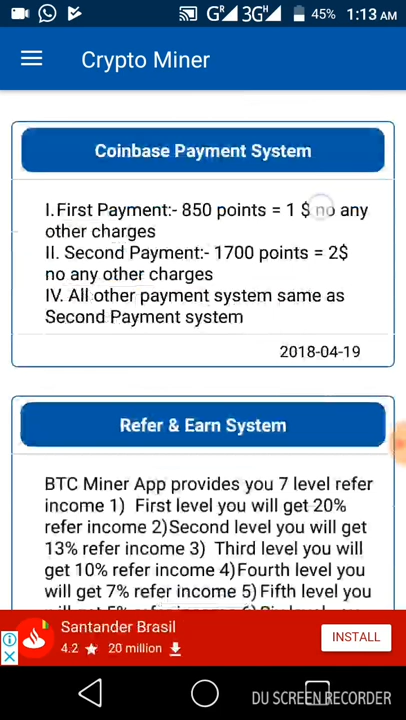 GR 3GH 45% 1:13 AM
Crypto Miner
Coinbase Payment System
I.First Payment:- 850 points = 1 $ no any
other charges
II. Second Payment:- 1700 points = 2$
no any other charges
IV. All other payment system same as
Second Payment system
2018-04-19
Refer & Earn System
BTC Miner App provides you 7 level refer
income 1)  First level you will get 20%
refer income 2)Second level you will get
13% refer income 3)  Third level you will
get 10% refer income 4)Fourth level you
will get 7% refer income 5) Fifth level you
Santander Brasil
4.2 ★ 20 million
INSTALL
DU SCREEN RECORDER